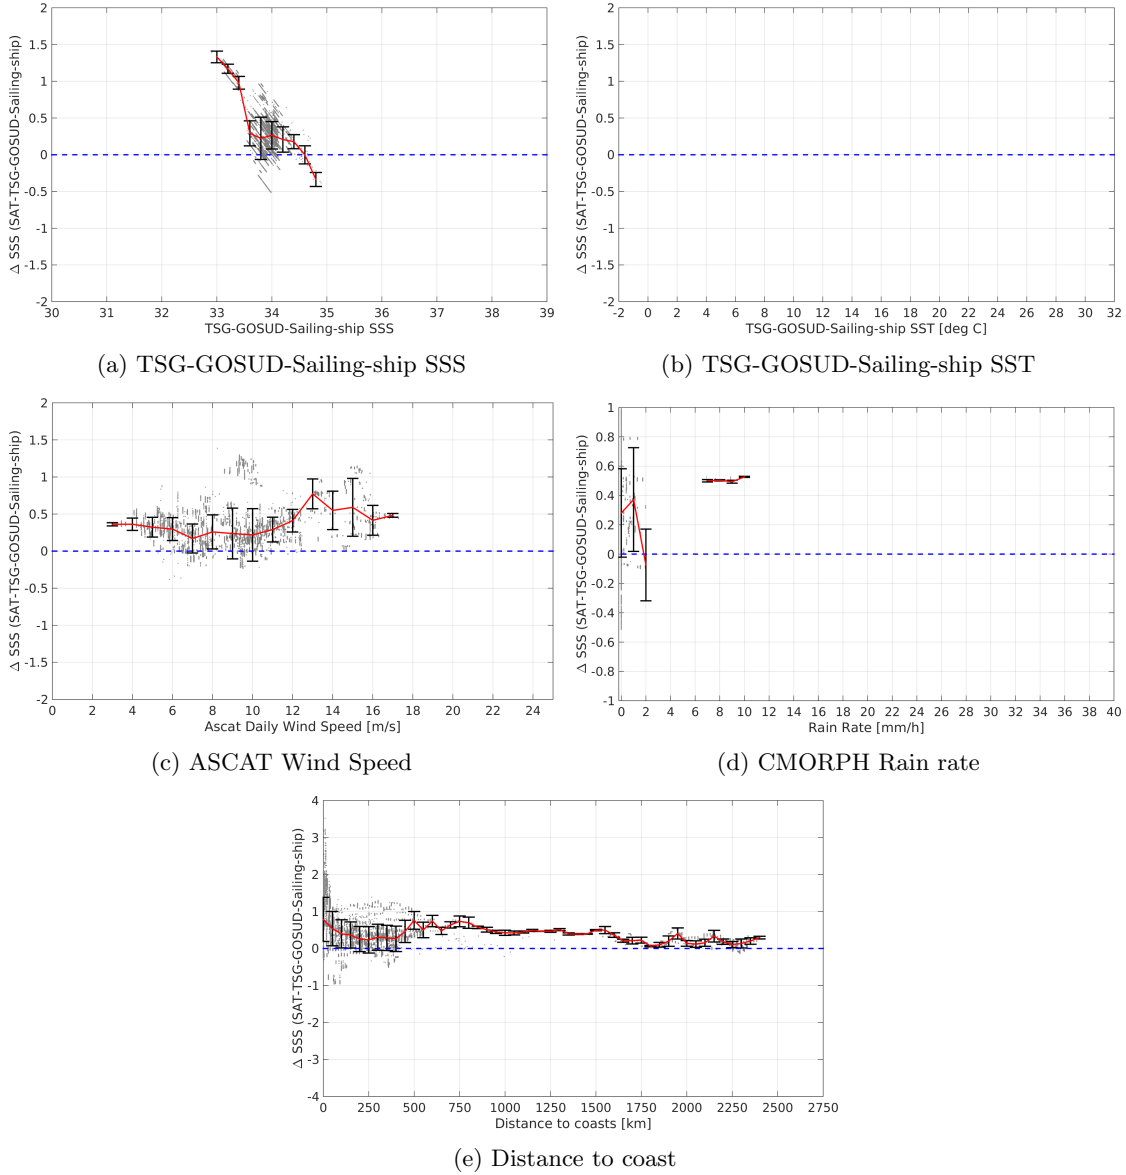 2
1.5
1
0.5
0
-0.5
-1
-1.5
-2
Δ SSS (SAT-TSG-GOSUD-Sailing-ship)
30 31 32 33 34 35 36 37 38 39
TSG-GOSUD-Sailing-ship SSS
(a) TSG-GOSUD-Sailing-ship SSS
2
1.5
1
0.5
0
-0.5
-1
-1.5
-2
Δ SSS (SAT-TSG-GOSUD-Sailing-ship)
-2 0 2 4 6 8 10 12 14 16 18 20 22 24 26 28 30 32
TSG-GOSUD-Sailing-ship SST [deg C]
(b) TSG-GOSUD-Sailing-ship SST
2
1.5
1
0.5
0
-0.5
-1
-1.5
-2
Δ SSS (SAT-TSG-GOSUD-Sailing-ship)
0 2 4 6 8 10 12 14 16 18 20 22 24
Ascat Daily Wind Speed [m/s]
(c) ASCAT Wind Speed
1
0.8
0.6
0.4
0.2
0
-0.2
-0.4
-0.6
-0.8
-1
Δ SSS (SAT-TSG-GOSUD-Sailing-ship)
0 2 4 6 8 10 12 14 16 18 20 22 24 26 28 30 32 34 36 38 40
Rain Rate [mm/h]
(d) CMORPH Rain rate
4
3
2
1
0
-1
-2
-3
-4
Δ SSS (SAT-TSG-GOSUD-Sailing-ship)
0 250 500 750 1000 1250 1500 1750 2000 2250 2500 2750
Distance to coasts [km]
(e) Distance to coast